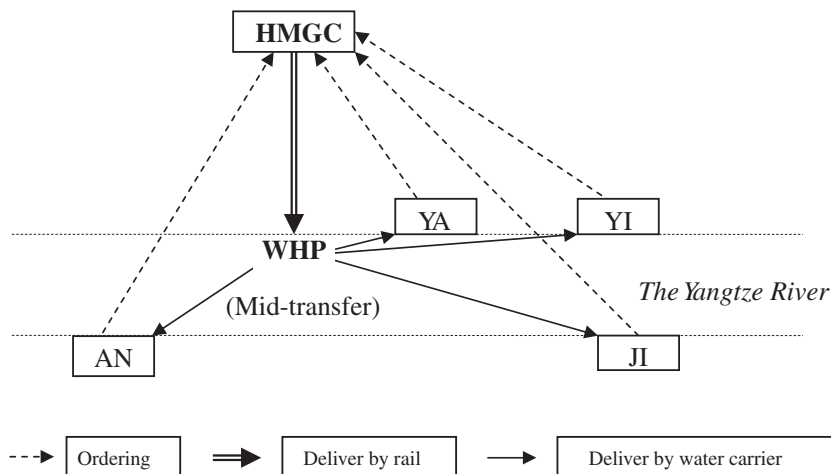 HMGC
YA
YI
WHP
The Yangtze River
(Mid-transfer)
AN
JI
Ordering
Deliver by rail
Deliver by water carrier